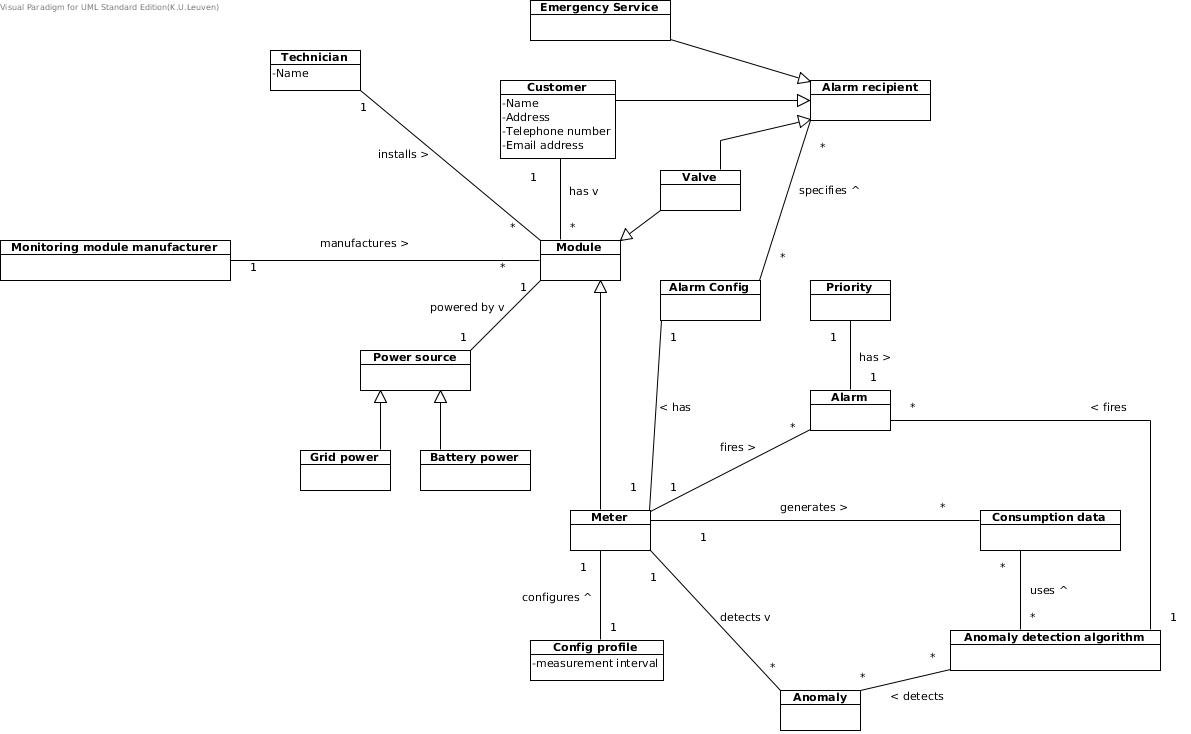 Visual Paradigm for UML Standard Edition(K.U.Leuven)
Emergency Service
Technician
-Name
Customer
-Name
-Address
-Telephone number
-Email address
Alarm recipient
1
installs >
*
1
has v
*
Valve
*
specifies ^
*
Monitoring module manufacturer
manufactures >
1
*
Module
1
powered by v
1
Alarm Config
Priority
1
1
has >
1
Power source
Alarm
< has
*
< fires
*
fires >
Grid power
Battery power
1
1
generates >
*
Meter
1
Consumption data
1
configures ^
1
1
detects v
*
*
uses ^
*
1
Config profile
-measurement interval
Anomaly detection algorithm
*
*
< detects
Anomaly